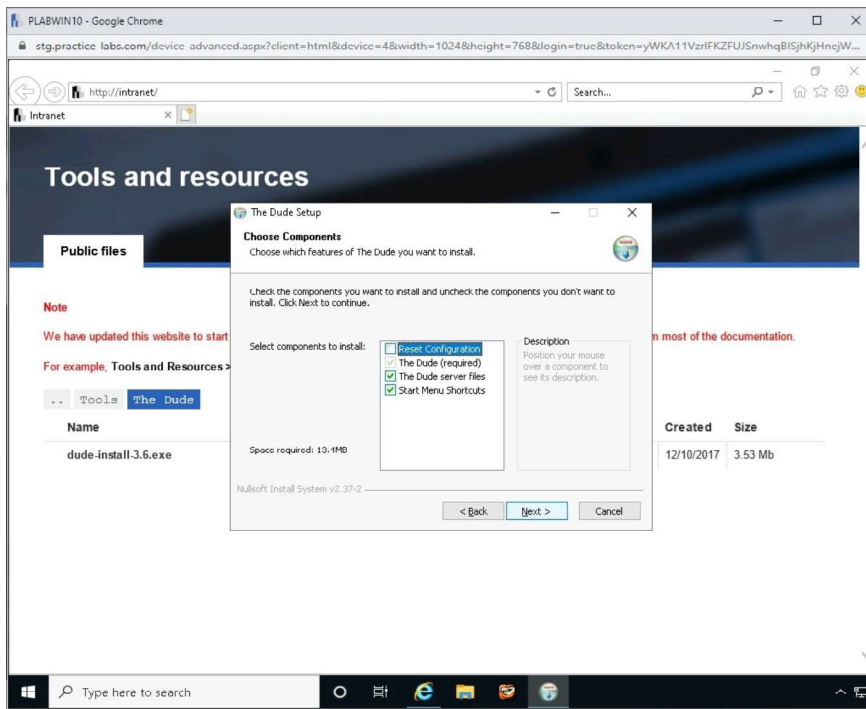 PLABWIN10 - Google Chrome
stg.practice-labs.com/device-advanced.aspx?client=html&device=4&width=1024&height=768&login=true&token=
http://intranet/
Search...
Intranet
Tools and resources
Public files
The Dude Setup
Choose Components
Choose which features of The Dude you want to install.
Check the components you want to install and uncheck the components you don't want to
install. Click Next to continue.
Select components to install:
Reset Configuration
The Dude (required)
The Dude server files
Start Menu Shortcuts
Description
Position your mouse
over a component to
see its description.
Space required: 13.4MB
Nullsoft Install System v2.37-2
< Back
Next >
Cancel
Note
We have updated this website to start
most of the documentation.
For example, Tools and Resources >
.. Tools The Dude
Name Created Size
dude-install-3.6.exe 12/10/2017 3.53 Mb
Type here to search